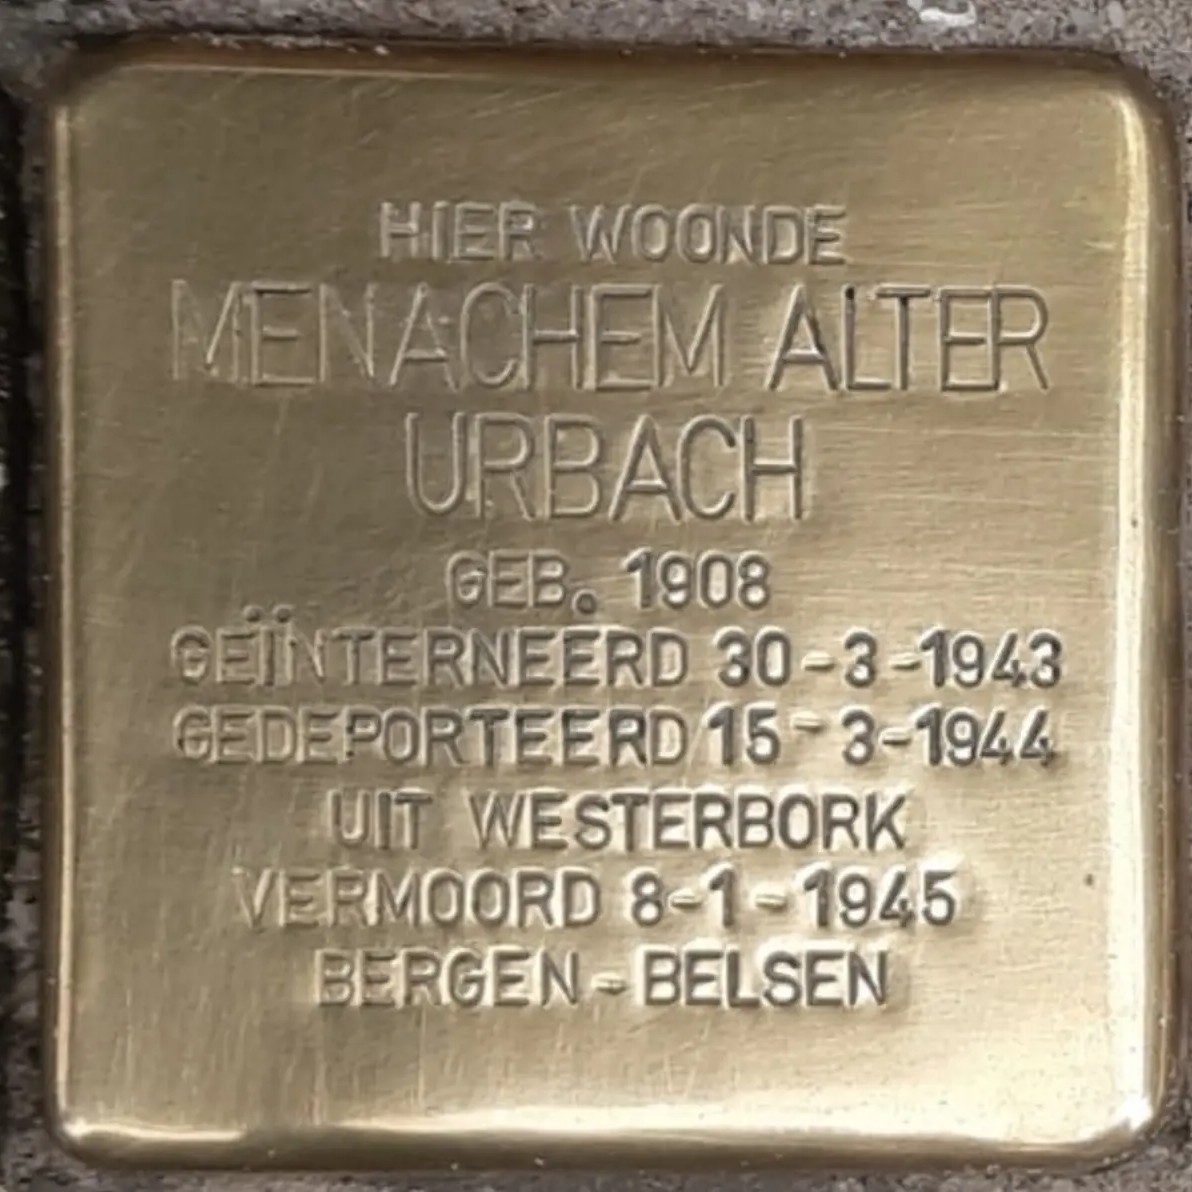 HIER WOONDE
MENACHEM ALTER
URBACH
GEB. 1908
GEÏNTERNEERD 30-3-1943
GEDEPORTEERD 15-3-1944
UIT WESTERBORK
VERMOORD 8-1-1945
BERGEN-BELSEN